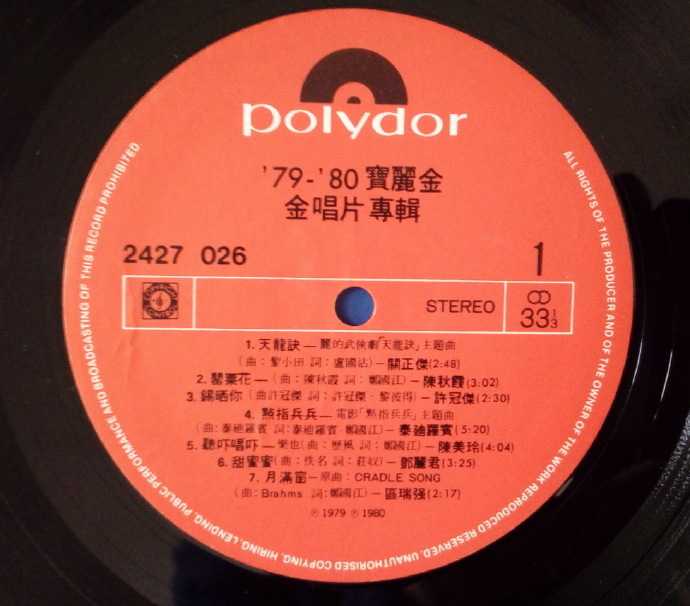 polydor
'79-'80 寶麗金
金唱片專輯
2427 026
1
STEREO
33 1/3
1. 天龍訣 — 麗的武俠劇「天龍訣」主題曲
(曲：黎小田 詞：盧國沾) — 關正傑 (2:48)
2. 罌粟花 — (曲：陳秋霞 詞：鄭國江) — 陳秋霞 (3:02)
3. 錫晒你 (曲許冠傑 詞：許冠傑・黎彼得) — 許冠傑 (2:30)
4. 點指兵兵 — 電影「點指兵兵」主題曲
(曲：泰迪羅賓 詞：泰迪羅賓・鄭國江) — 泰迪羅賓 (5:20)
5. 聽吓唱吓 — 樂也 (曲：歷風 詞：鄭國江) — 陳美玲 (4:04)
6. 甜蜜蜜 (曲：佚名 詞：莊奴) — 鄧麗君 (3:25)
7. 月滿窗 — 原曲：CRADLE SONG
(曲：Brahms 詞：鄭國江) — 區瑞强 (2:17)
℗ 1979 ℗ 1980
ALL RIGHTS OF THE PRODUCER AND OF THE OWNER OF THE WORK REPRODUCED RESERVED. UNAUTHORISED COPYING, HIRING, LENDING, PUBLIC PERFORMANCE AND BROADCASTING OF THIS RECORD PROHIBITED